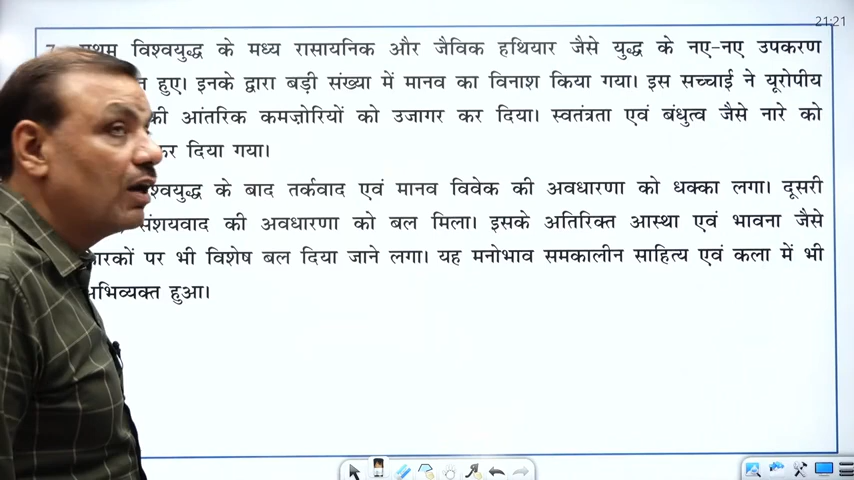 21:21
7. प्रथम विश्वयुद्ध के मध्य रासायनिक और जैविक हथियार जैसे युद्ध के नए-नए उपकरण
हुए। इनके द्वारा बड़ी संख्या में मानव का विनाश किया गया। इस सच्चाई ने यूरोपीय
की आंतरिक कमज़ोरियों को उजागर कर दिया। स्वतंत्रता एवं बंधुत्व जैसे नारे को
कर दिया गया।
विश्वयुद्ध के बाद तर्कवाद एवं मानव विवेक की अवधारणा को धक्का लगा। दूसरी
संशयवाद की अवधारणा को बल मिला। इसके अतिरिक्त आस्था एवं भावना जैसे
कारकों पर भी विशेष बल दिया जाने लगा। यह मनोभाव समकालीन साहित्य एवं कला में भी
अभिव्यक्त हुआ।